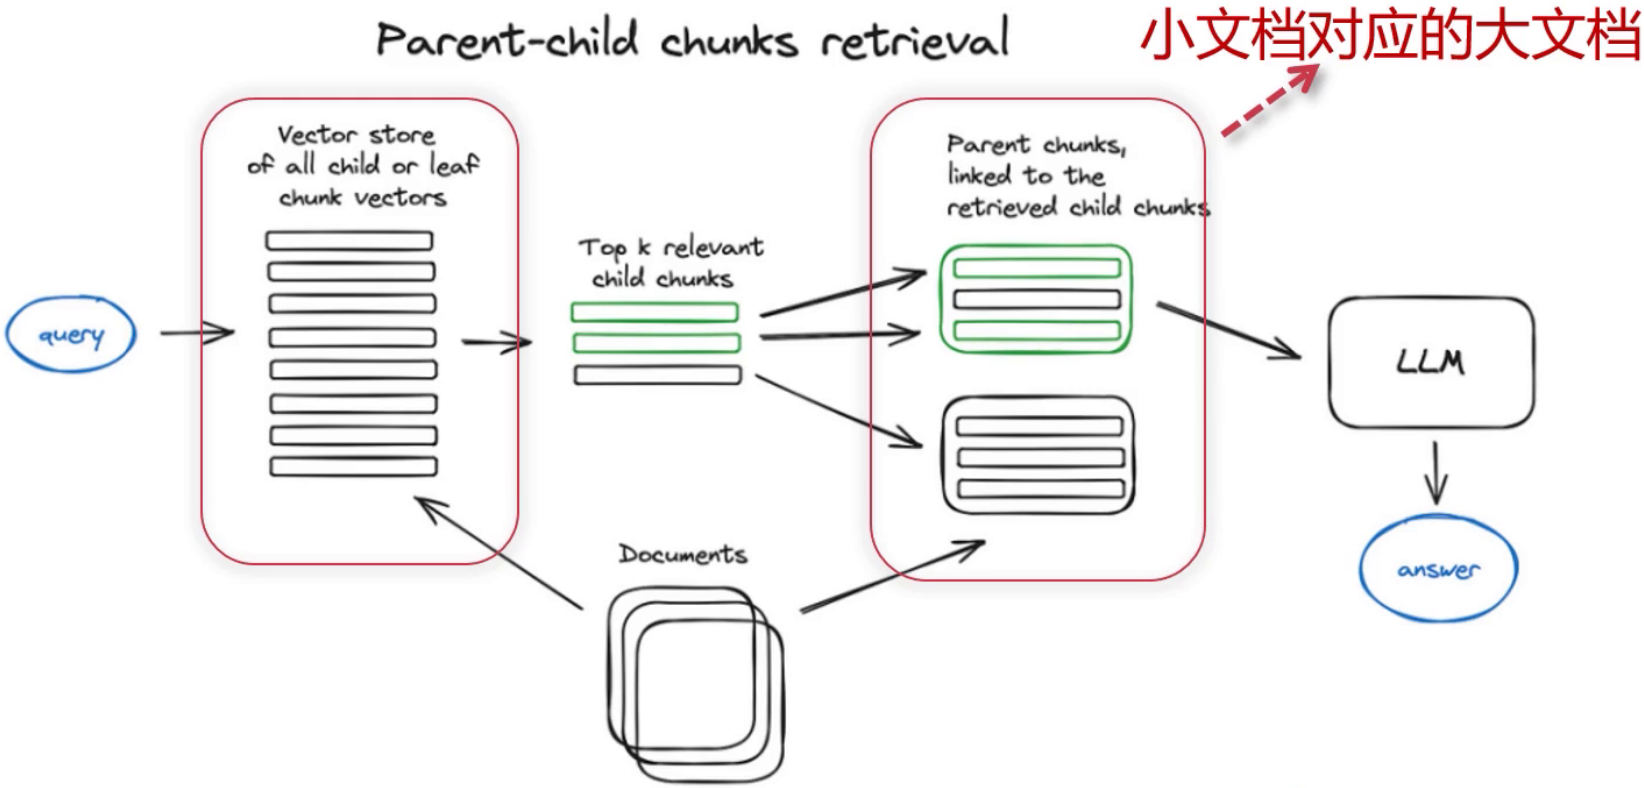 Parent-child chunks retrieval
小文档对应的大文档
Vector store
of all child or leaf
chunk vectors
Parent chunks,
linked to the
retrieved child chunks
Top k relevant
child chunks
query
LLM
Documents
answer